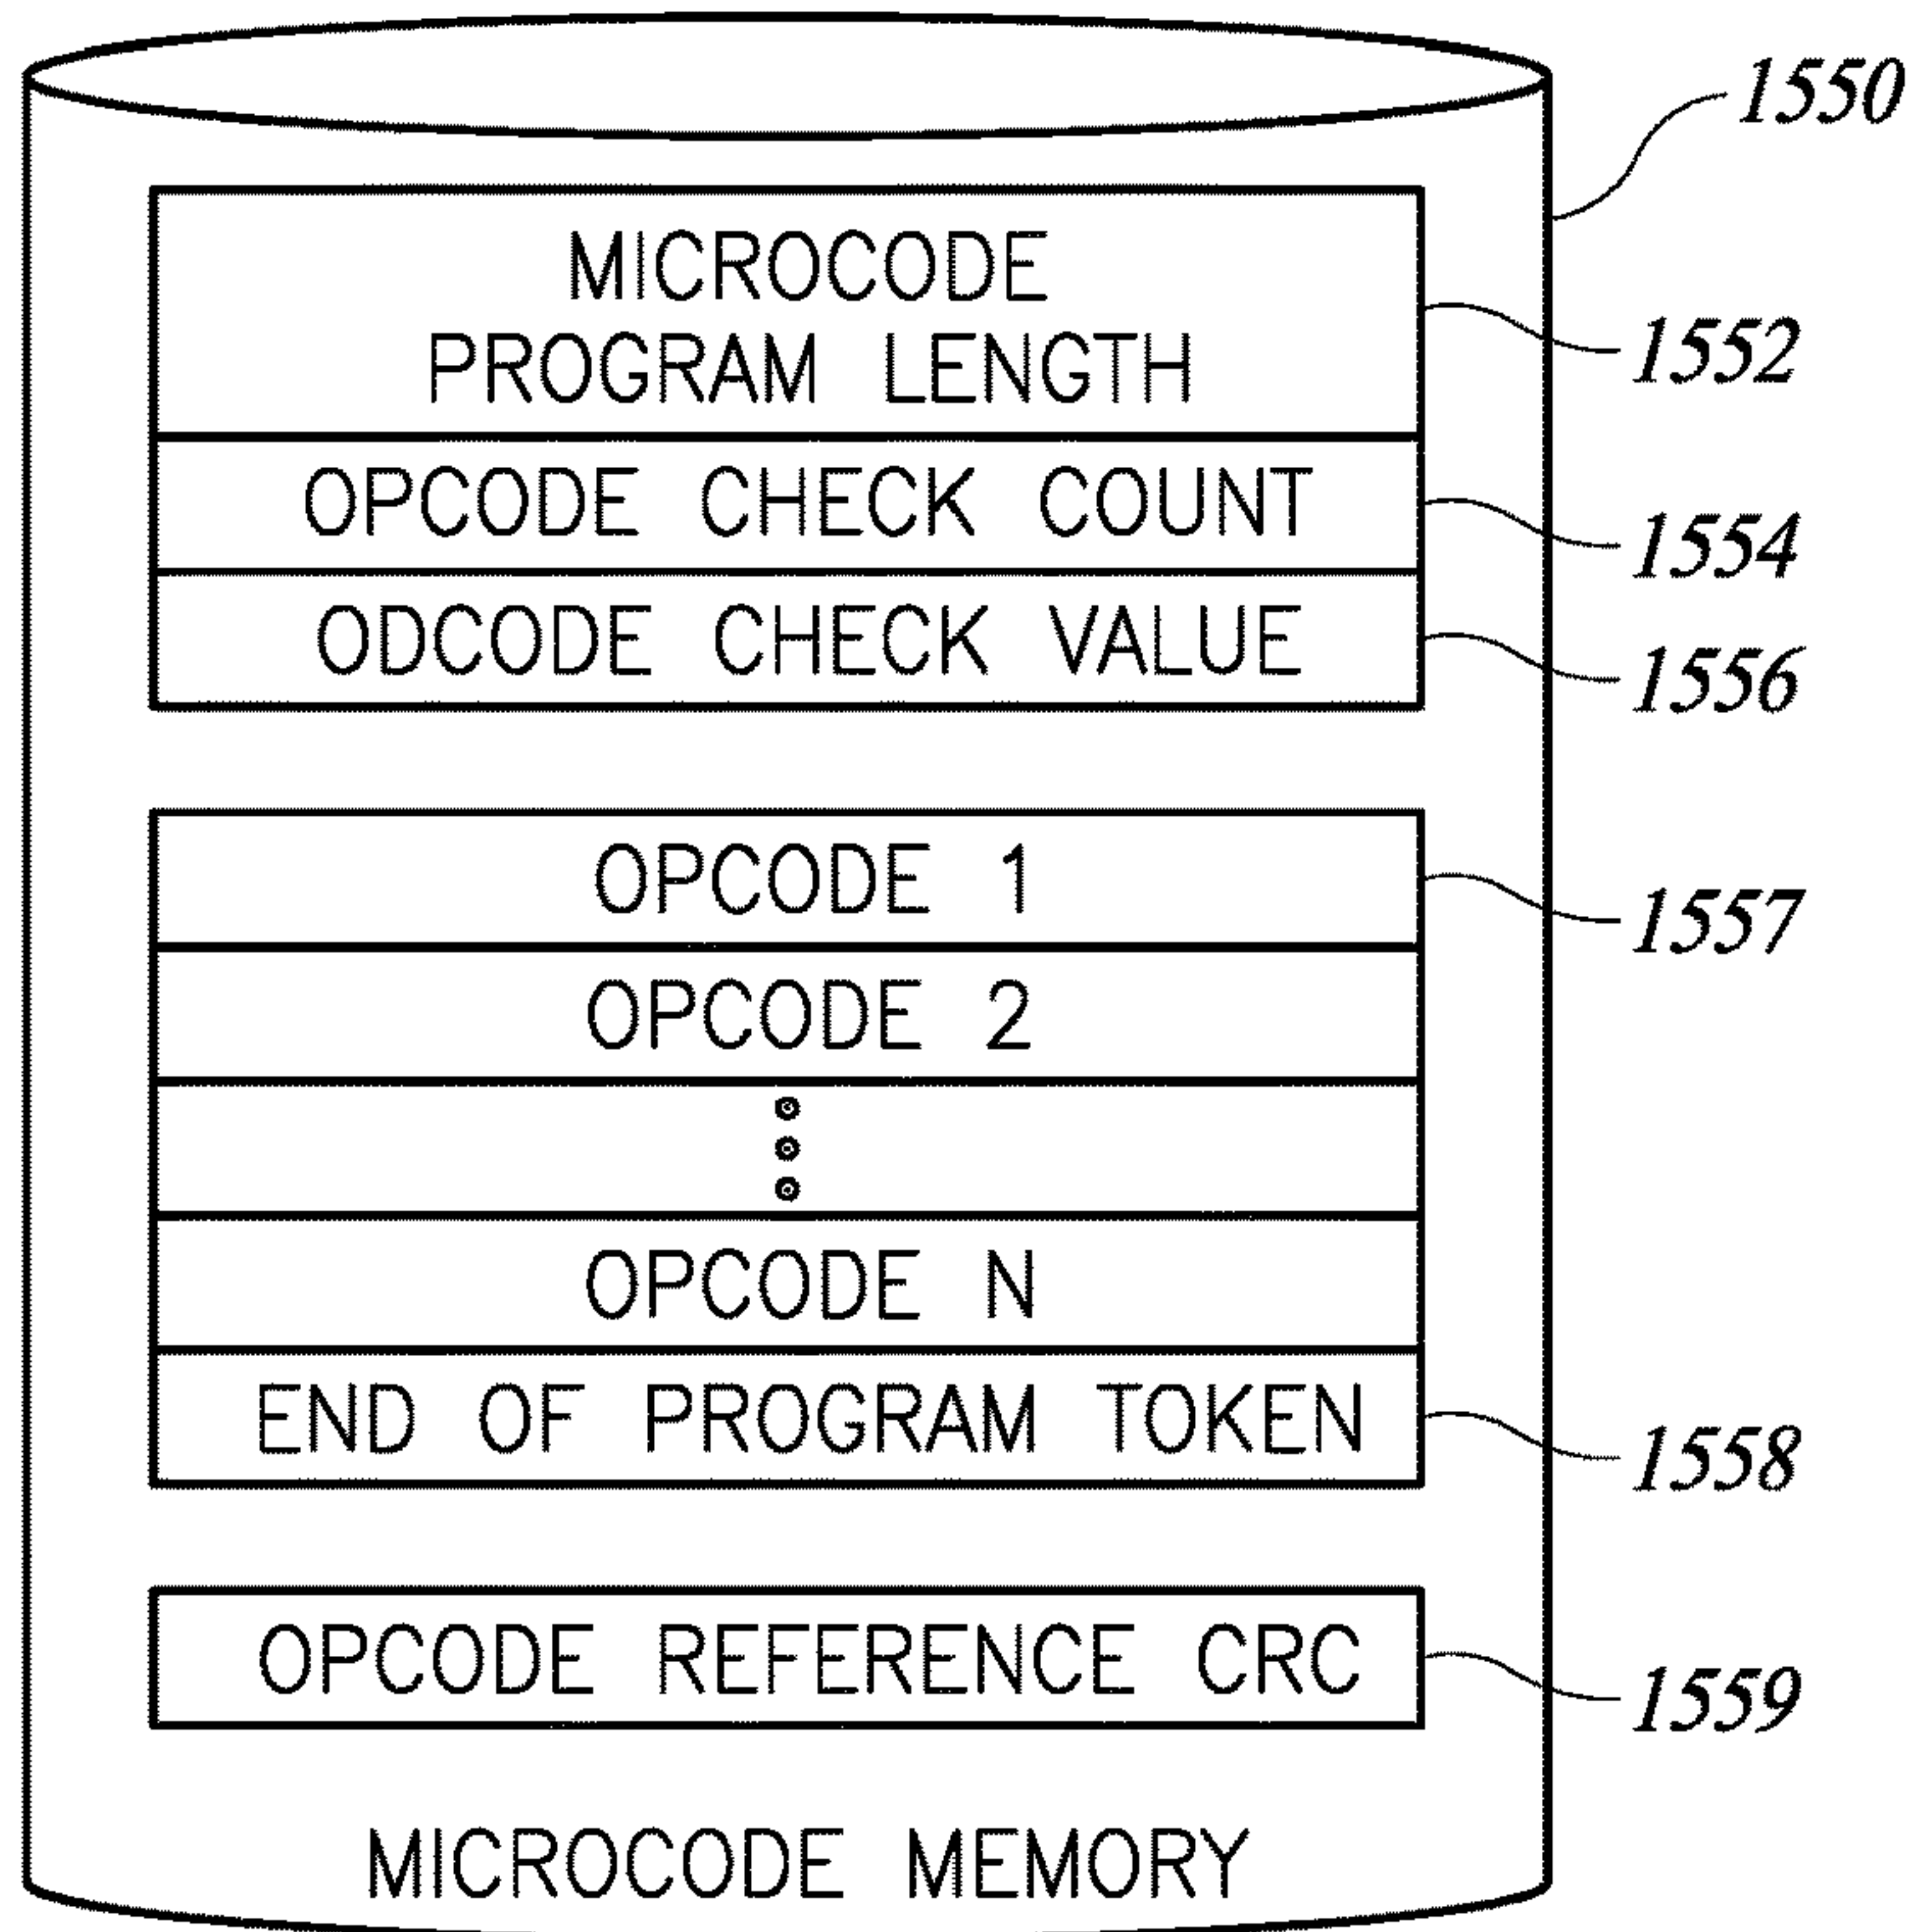 1550
MICROCODE
PROGRAM LENGTH
1552
OPCODE CHECK COUNT
1554
ODCODE CHECK VALUE
1556
OPCODE 1
1557
OPCODE 2
OPCODE N
END OF PROGRAM TOKEN
1558
OPCODE REFERENCE CRC
1559
MICROCODE MEMORY